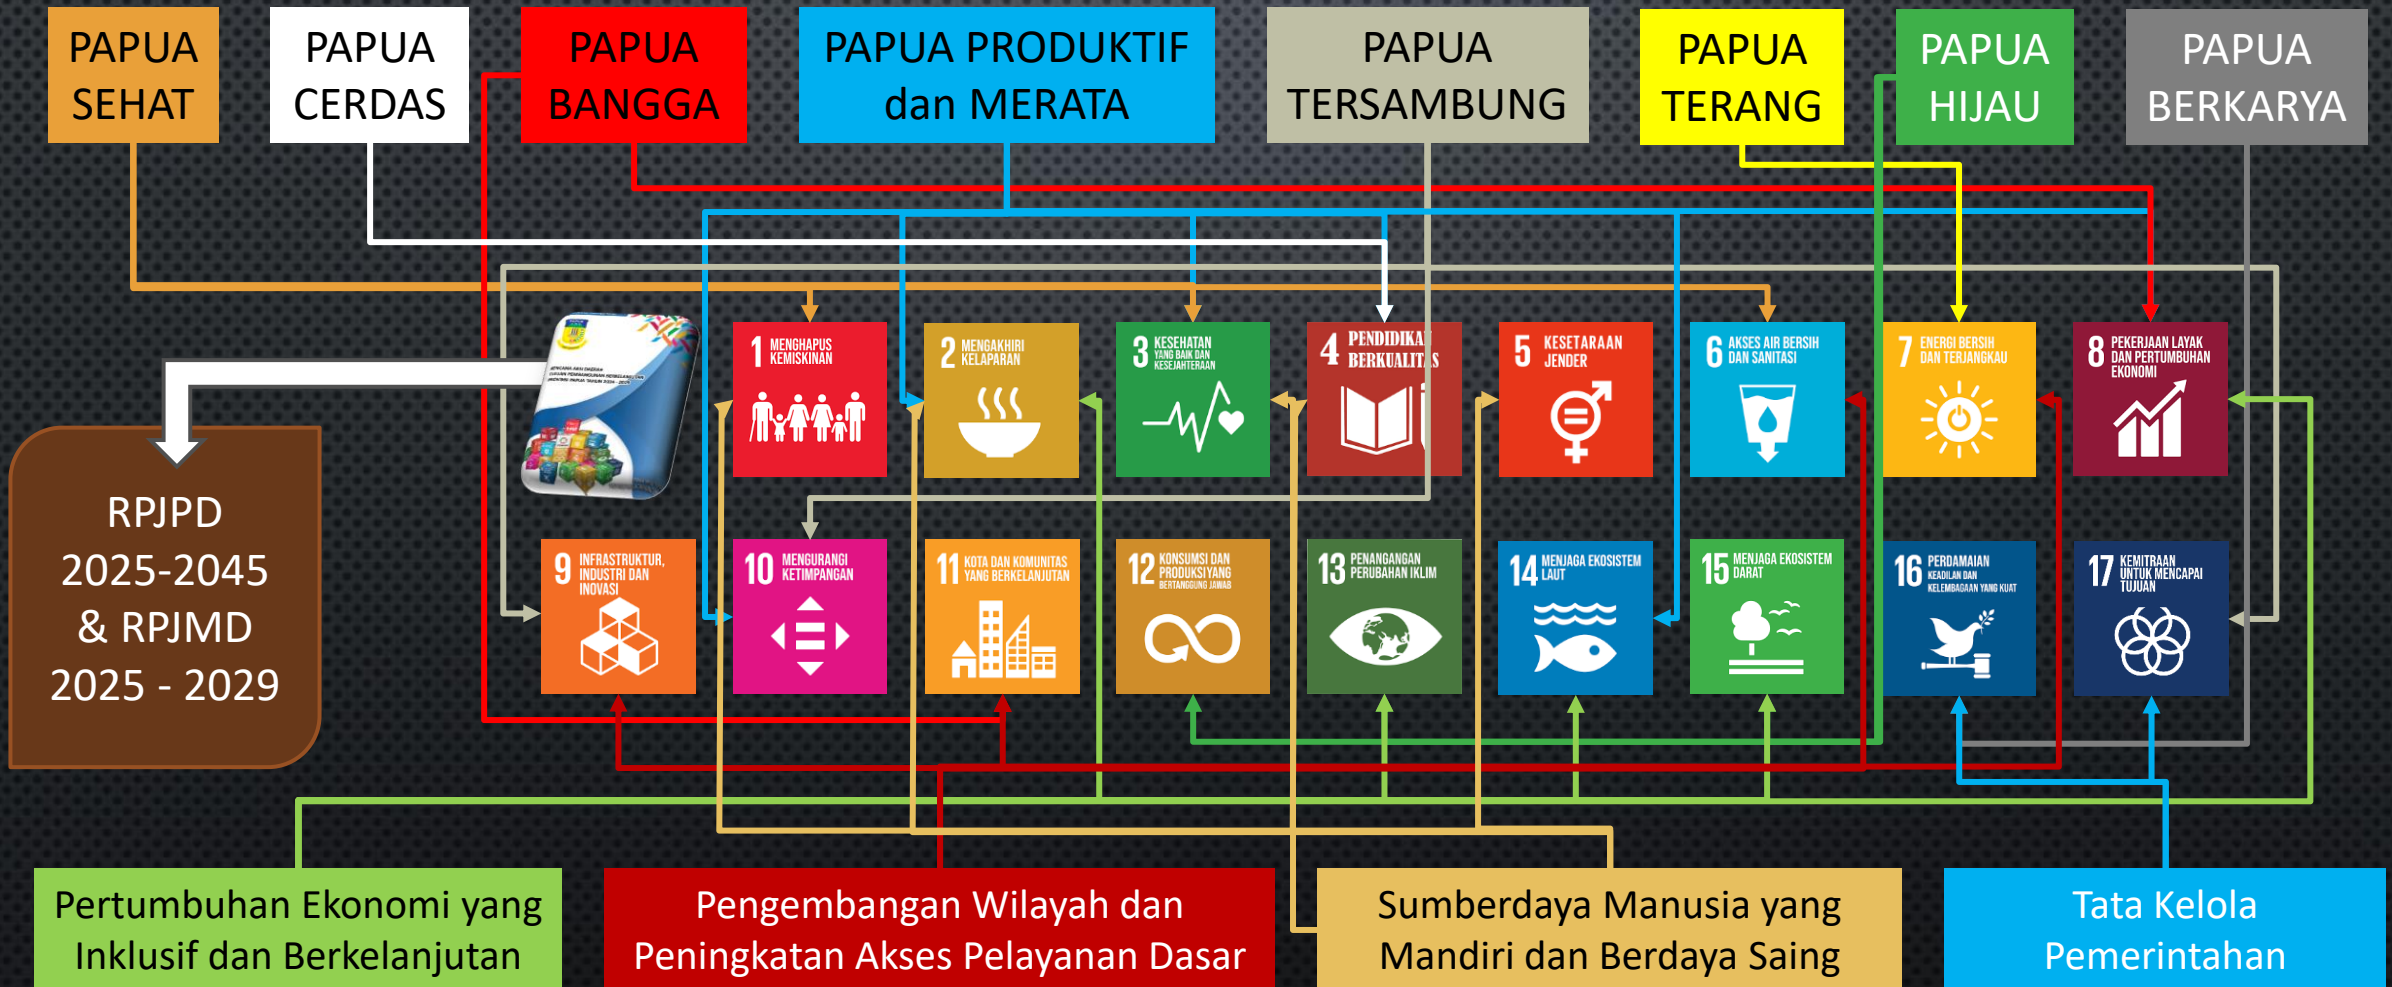 PAPUA
SEHAT
PAPUA
CERDAS
PAPUA
BANGGA
PAPUA PRODUKTIF
dan MERATA
PAPUA
TERSAMBUNG
PAPUA
TERANG
PAPUA
HIJAU
PAPUA
BERKARYA
1 MENGHAPUS
KEMISKINAN
2 MENGAKHIRI
KELAPARAN
3 KESEHATAN
YANG BAIK DAN
KESEJAHTERAAN
4 PENDIDIKAN
BERKUALITAS
5 KESETARAAN
JENDER
6 AKSES AIR BERSIH
DAN SANITASI
7 ENERGI BERSIH
DAN TERJANGKAU
8 PEKERJAAN LAYAK
DAN PERTUMBUHAN
EKONOMI
RPJPD
2025-2045
& RPJMD
2025 - 2029
9 INFRASTRUKTUR,
INDUSTRI DAN
INOVASI
10 MENGURANGI
KETIMPANGAN
11 KOTA DAN KOMUNITAS
YANG BERKELANJUTAN
12 KONSUMSI DAN
PRODUKSI YANG
BERTANGGUNG JAWAB
13 PENANGANAN
PERUBAHAN IKLIM
14 MENJAGA EKOSISTEM
LAUT
15 MENJAGA EKOSISTEM
DARAT
16 PERDAMAIAN
KEADILAN DAN
KELEMBAGAAN YANG KUAT
17 KEMITRAAN
UNTUK MENCAPAI
TUJUAN
Pertumbuhan Ekonomi yang
Inklusif dan Berkelanjutan
Pengembangan Wilayah dan
Peningkatan Akses Pelayanan Dasar
Sumberdaya Manusia yang
Mandiri dan Berdaya Saing
Tata Kelola
Pemerintahan